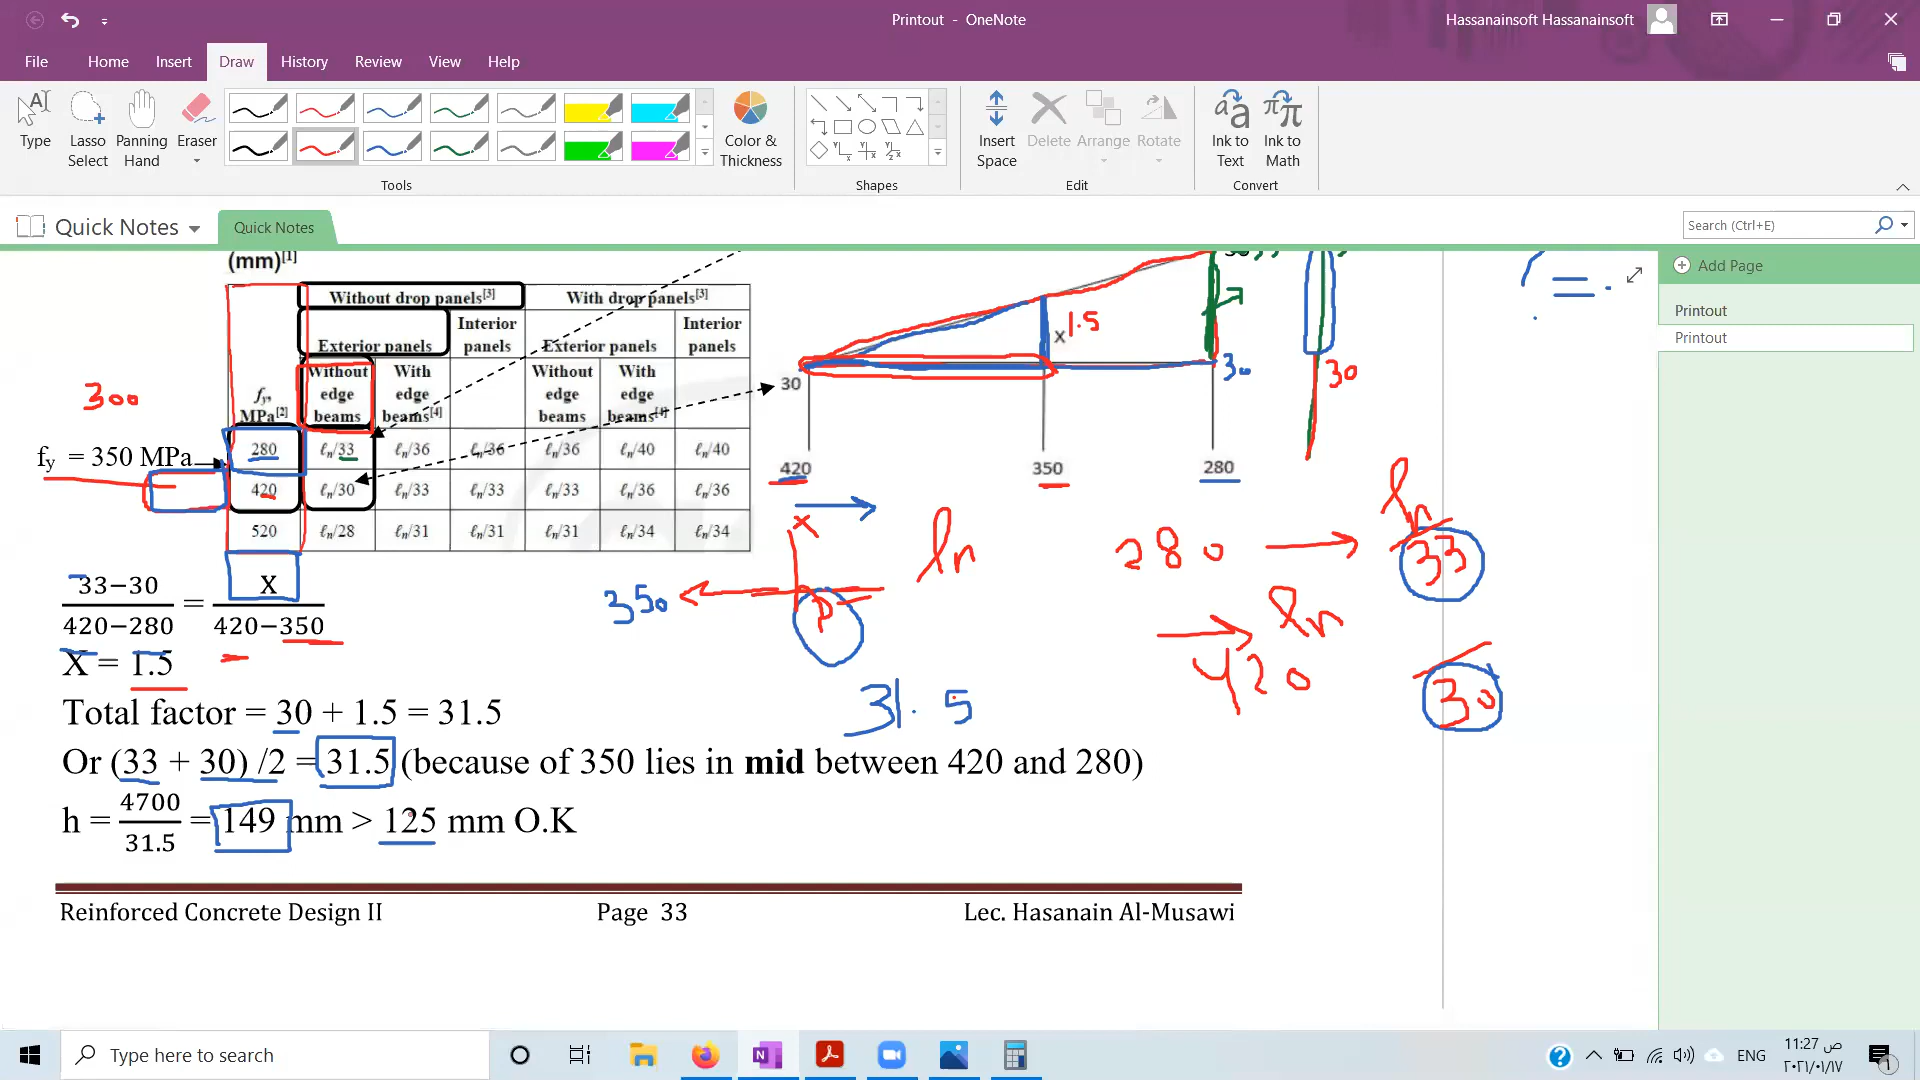 Printout - OneNote
Hassanainsoft Hassanainsoft
File Home Insert Draw History Review View Help
Type
Lasso Select
Panning Hand
Eraser
Color & Thickness
Insert Space
Delete
Arrange
Rotate
Ink to Text
Ink to Math
Tools
Shapes
Edit
Convert
Quick Notes
Quick Notes
Search (Ctrl+E)
Add Page
Printout
Printout
(mm)[1]
Without drop panels[3] With drop panels[3]
Exterior panels Interior panels Exterior panels Interior panels
fy, MPa[2] Without edge beams With edge beams[4] Without edge beams With edge beams[4]
280 ℓn/33 ℓn/36 ℓn/36 ℓn/36 ℓn/40 ℓn/40
420 ℓn/30 ℓn/33 ℓn/33 ℓn/33 ℓn/36 ℓn/36
520 ℓn/28 ℓn/31 ℓn/31 ℓn/31 ℓn/34 ℓn/34
300
fy = 350 MPa
30
X 1.5
30
30
420 350 280
? =.
x
ln
350
P
31.5
280
ln
33
ln
420
30
33−30 / 420−280 = X / 420−350
X = 1.5
Total factor = 30 + 1.5 = 31.5
Or (33 + 30) /2 = 31.5 (because of 350 lies in mid between 420 and 280)
h = 4700 / 31.5 = 149 mm > 125 mm O.K
Reinforced Concrete Design II Page 33 Lec. Hasanain Al-Musawi
Type here to search
ENG
11:27 ص
٢٠٢١/٠١/١٧
1